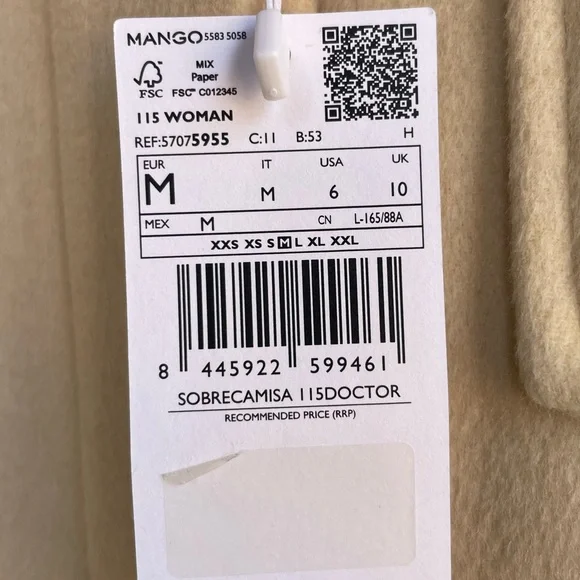 MANGO 5583 5058
MIX
Paper
FSC FSC™ C012345
115 WOMAN
REF:57075955 C:11 B:53 H
EUR IT USA UK
M M 6 10
MEX M CN L-165/88A
XXS XS S M L XL XXL
8 445922 599461
SOBRECAMISA 115DOCTOR
RECOMMENDED PRICE (RRP)